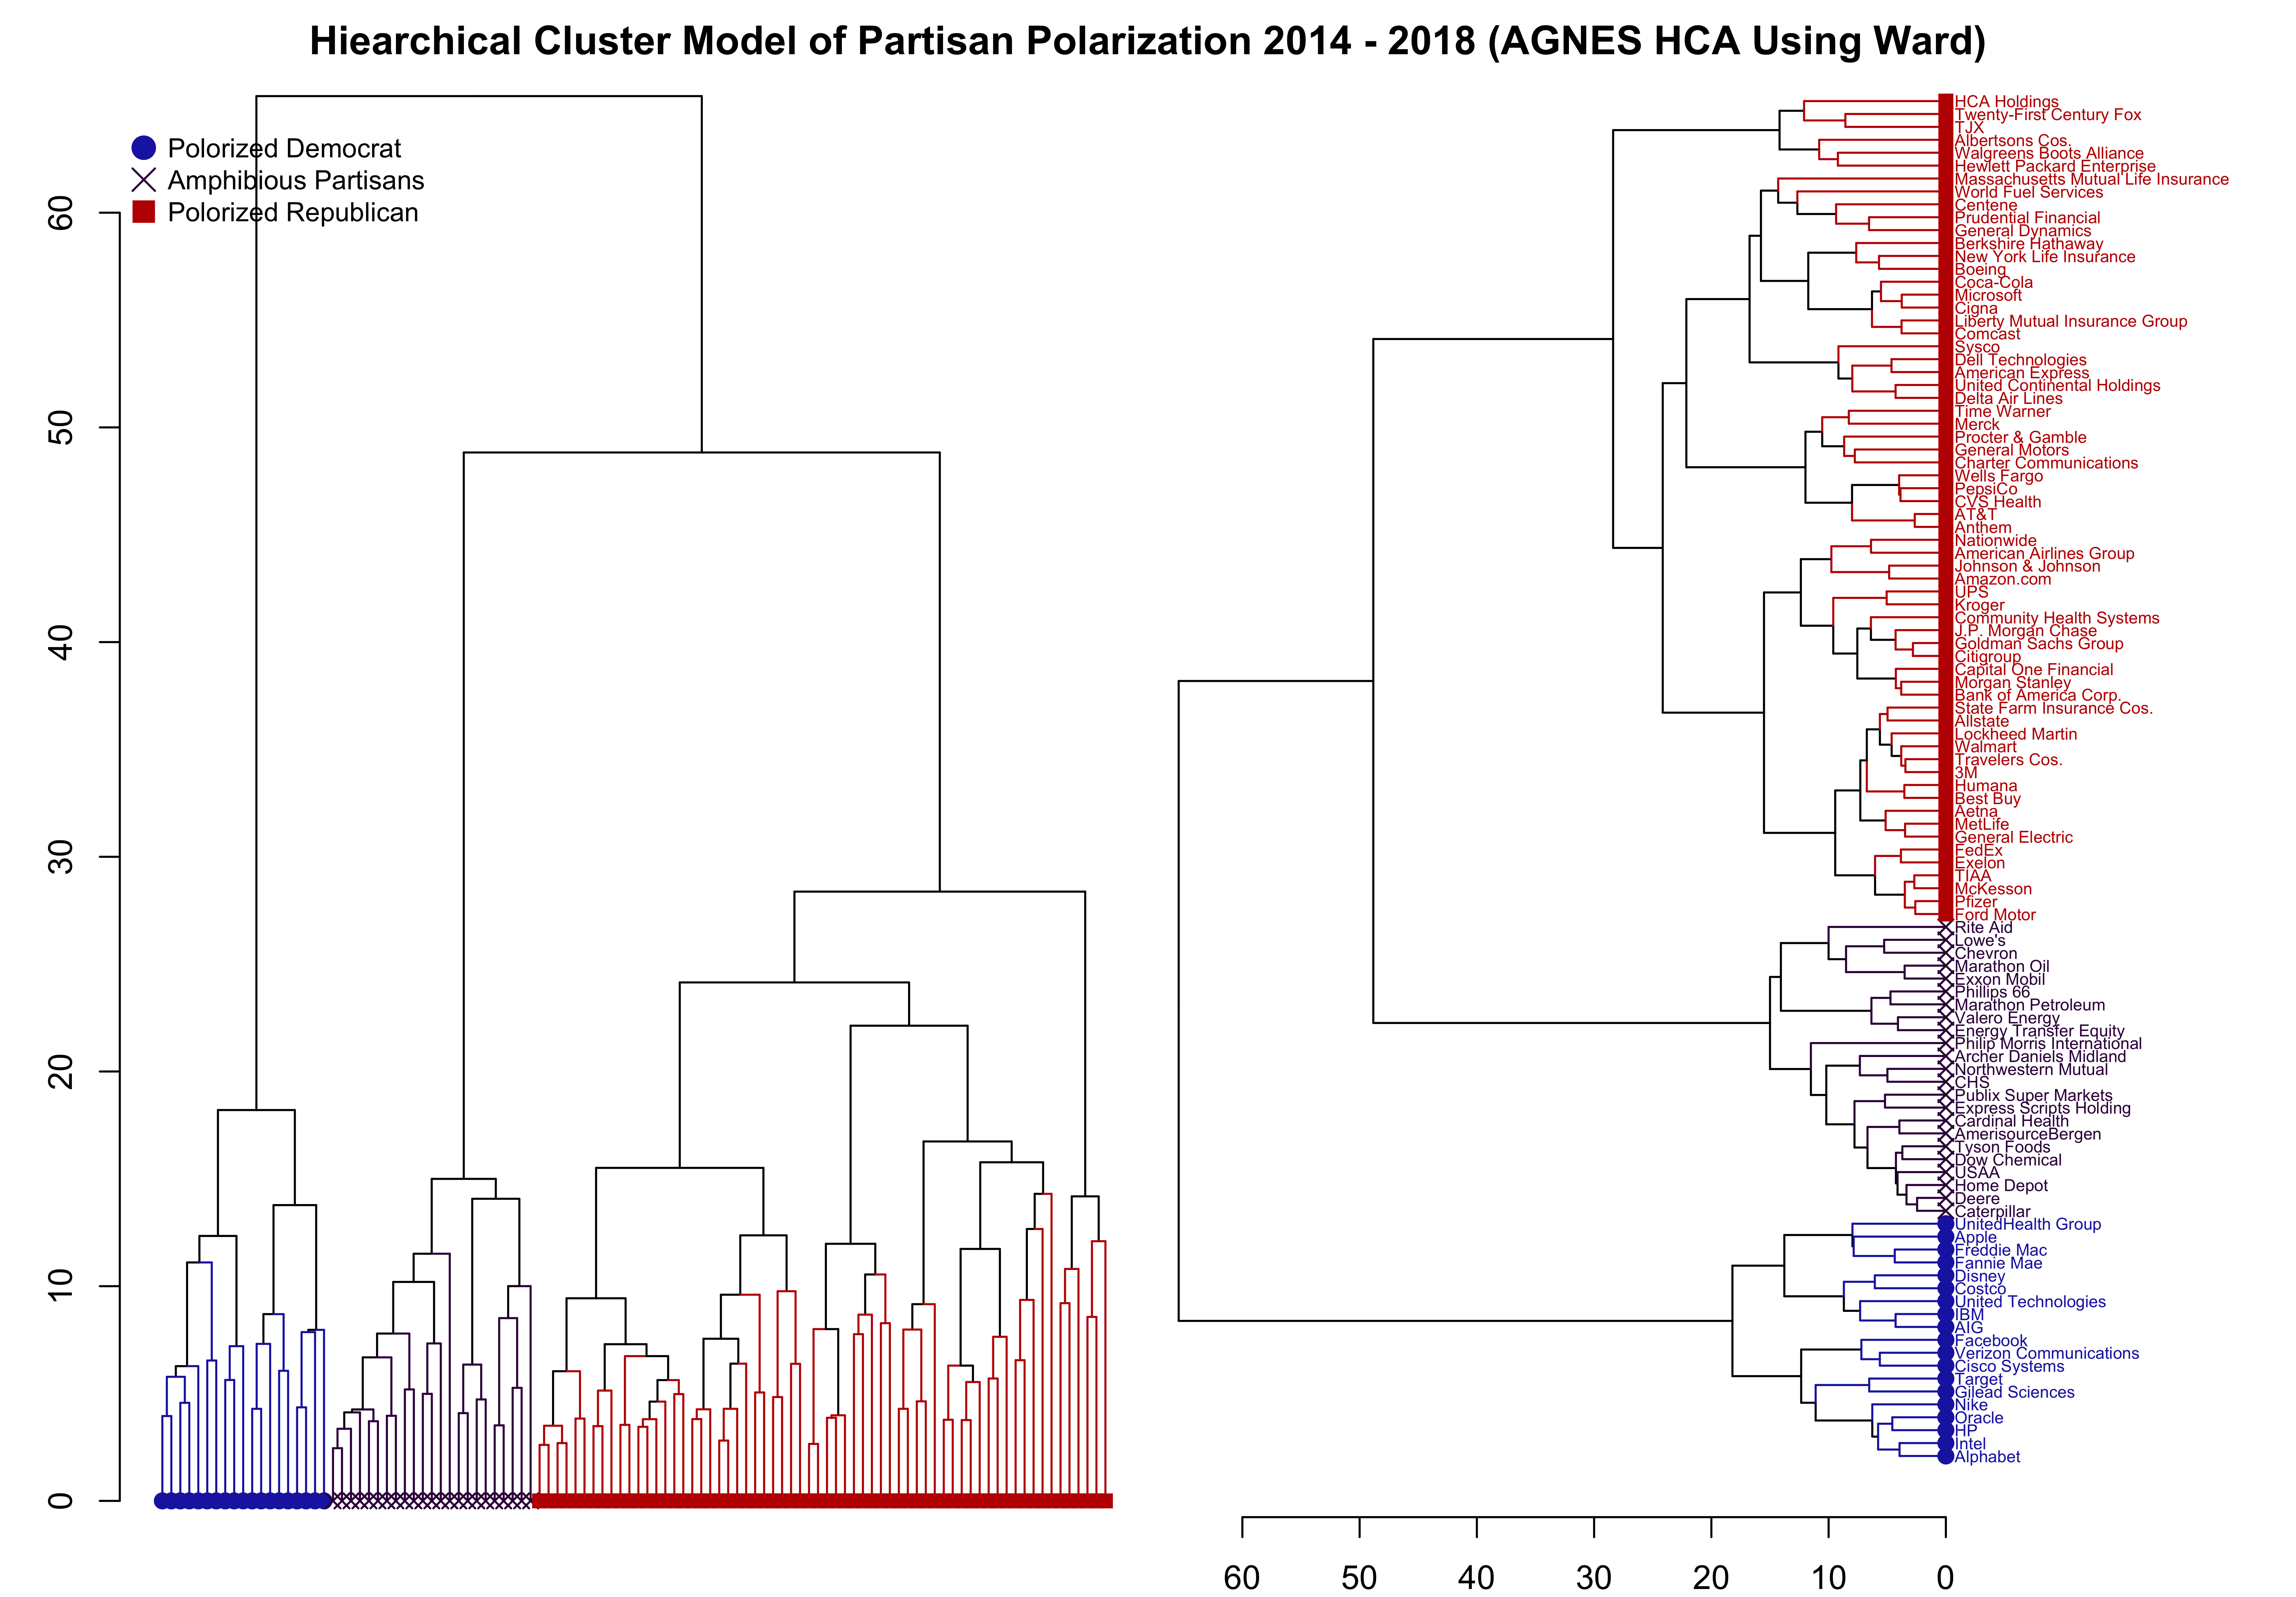 Hiearchical Cluster Model of Partisan Polarization 2014 - 2018 (AGNES HCA Using Ward)
Polorized Democrat
Amphibious Partisans
Polorized Republican
60
50
40
30
20
10
0
HCA Holdings
Twenty-First Century Fox
TJX
Albertsons Cos.
Walgreens Boots Alliance
Hewlett Packard Enterprise
Massachusetts Mutual Life Insurance
World Fuel Services
Centene
Prudential Financial
General Dynamics
Berkshire Hathaway
New York Life Insurance
Boeing
Coca-Cola
Microsoft
Cigna
Liberty Mutual Insurance Group
Comcast
Sysco
Dell Technologies
American Express
United Continental Holdings
Delta Air Lines
Time Warner
Merck
Procter & Gamble
General Motors
Charter Communications
Wells Fargo
PepsiCo
CVS Health
AT&T
Anthem
Nationwide
American Airlines Group
Johnson & Johnson
Amazon.com
UPS
Kroger
Community Health Systems
J.P. Morgan Chase
Goldman Sachs Group
Citigroup
Capital One Financial
Morgan Stanley
Bank of America Corp.
State Farm Insurance Cos.
Allstate
Lockheed Martin
Walmart
Travelers Cos.
3M
Humana
Best Buy
Aetna
MetLife
General Electric
FedEx
Exelon
TIAA
McKesson
Pfizer
Ford Motor
Rite Aid
Lowe's
Chevron
Marathon Oil
Exxon Mobil
Phillips 66
Marathon Petroleum
Valero Energy
Energy Transfer Equity
Philip Morris International
Archer Daniels Midland
Northwestern Mutual
CHS
Publix Super Markets
Express Scripts Holding
Cardinal Health
AmerisourceBergen
Tyson Foods
Dow Chemical
USAA
Home Depot
Deere
Caterpillar
UnitedHealth Group
Apple
Freddie Mac
Fannie Mae
Disney
Costco
United Technologies
IBM
AIG
Facebook
Verizon Communications
Cisco Systems
Target
Gilead Sciences
Nike
Oracle
HP
Intel
Alphabet
60 50 40 30 20 10 0